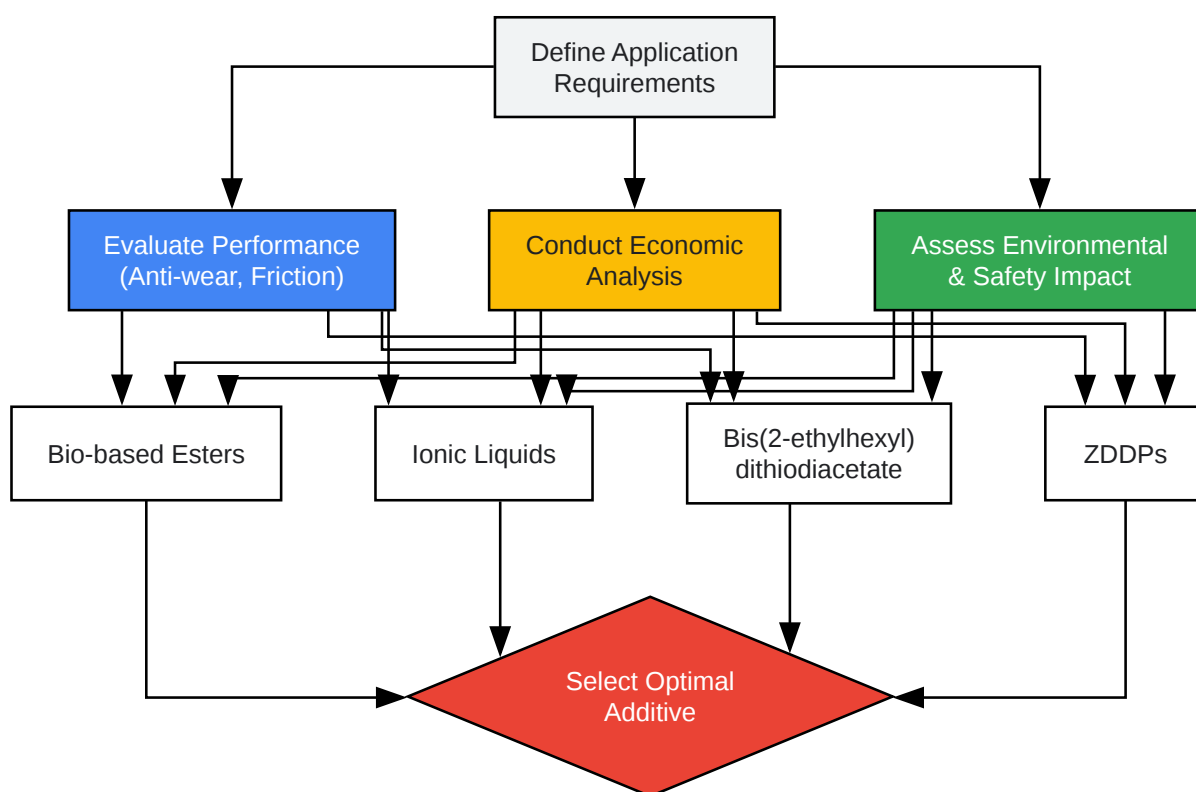 Define Application
Requirements
Evaluate Performance
(Anti-wear, Friction)
Conduct Economic
Analysis
Assess Environmental
& Safety Impact
Bio-based Esters
Ionic Liquids
Bis(2-ethylhexyl)
dithiodiacetate
ZDDPs
Select Optimal
Additive